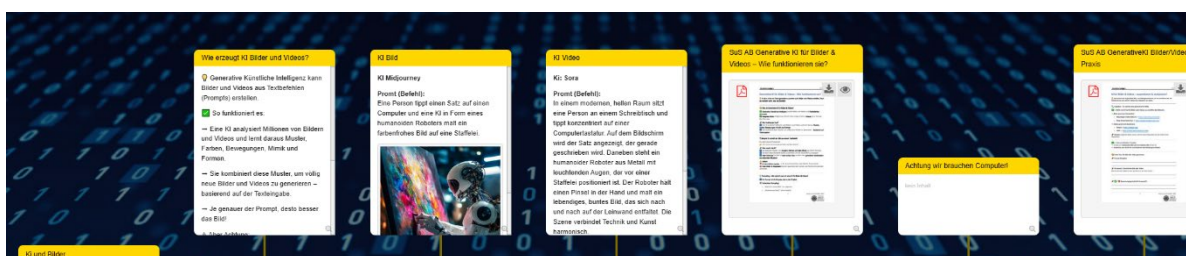 Wie erzeugt KI Bilder und Videos?
💡 Generative Künstliche Intelligenz kann
Bilder und Videos aus Textbefehlen
(Prompts) erstellen.
✅ So funktioniert es:
→ Eine KI analysiert Millionen von Bildern
und Videos und lernt daraus Muster,
Farben, Bewegungen, Mimik und
Formen.
→ Sie kombiniert diese Muster, um völlig
neue Bilder und Videos zu generieren –
basierend auf der Texteingabe.
→ Je genauer der Prompt, desto besser
das Bild!
⚠ Aber Achtung:
KI Bild
KI Midjourney
Promt (Befehl):
Eine Person tippt einen Satz auf einen
Computer und eine KI in Form eines
humanoiden Roboters malt ein
farbenfrohes Bild auf eine Staffelei.
KI Video
Ki: Sora
Promt (Befehl):
In einem modernen, hellen Raum sitzt
eine Person an einem Schreibtisch und
tippt konzentriert auf einer
Computertastatur. Auf dem Bildschirm
wird der Satz angezeigt, der gerade
geschrieben wird. Daneben steht ein
humanoider Roboter aus Metall mit
leuchtenden Augen, der vor einer
Staffelei positioniert ist. Der Roboter hält
einen Pinsel in der Hand und malt ein
lebendiges, buntes Bild, das sich nach
und nach auf der Leinwand entfaltet. Die
Szene verbindet Technik und Kunst
harmonisch.
SuS AB Generative KI für Bilder &
Videos – Wie funktionieren sie?
Achtung wir brauchen Computer!
kein Inhalt
SuS AB GenerativeKI Bilder/Video
Praxis
KI und Bilder